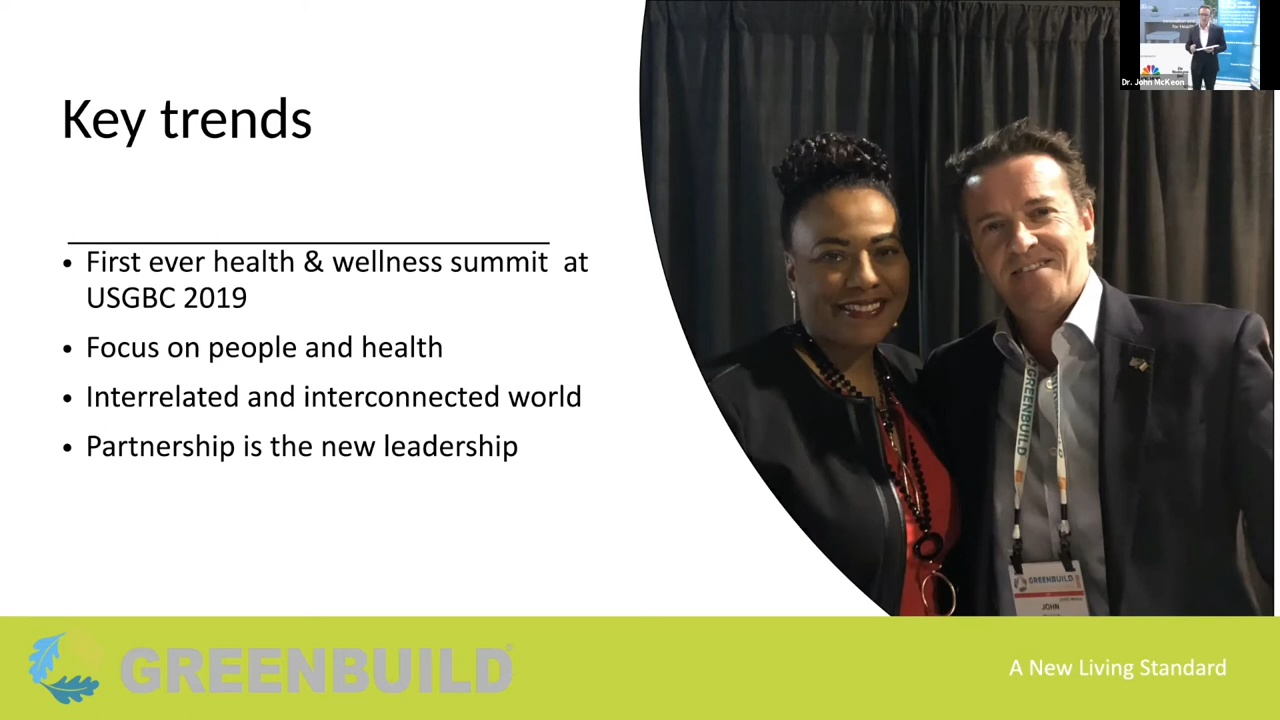 Key trends
• First ever health & wellness summit at
USGBC 2019
• Focus on people and health
• Interrelated and interconnected world
• Partnership is the new leadership
Dr. John McKeon
GREENBUILD
GREENBUILD
JOHN
GREENBUILD
A New Living Standard